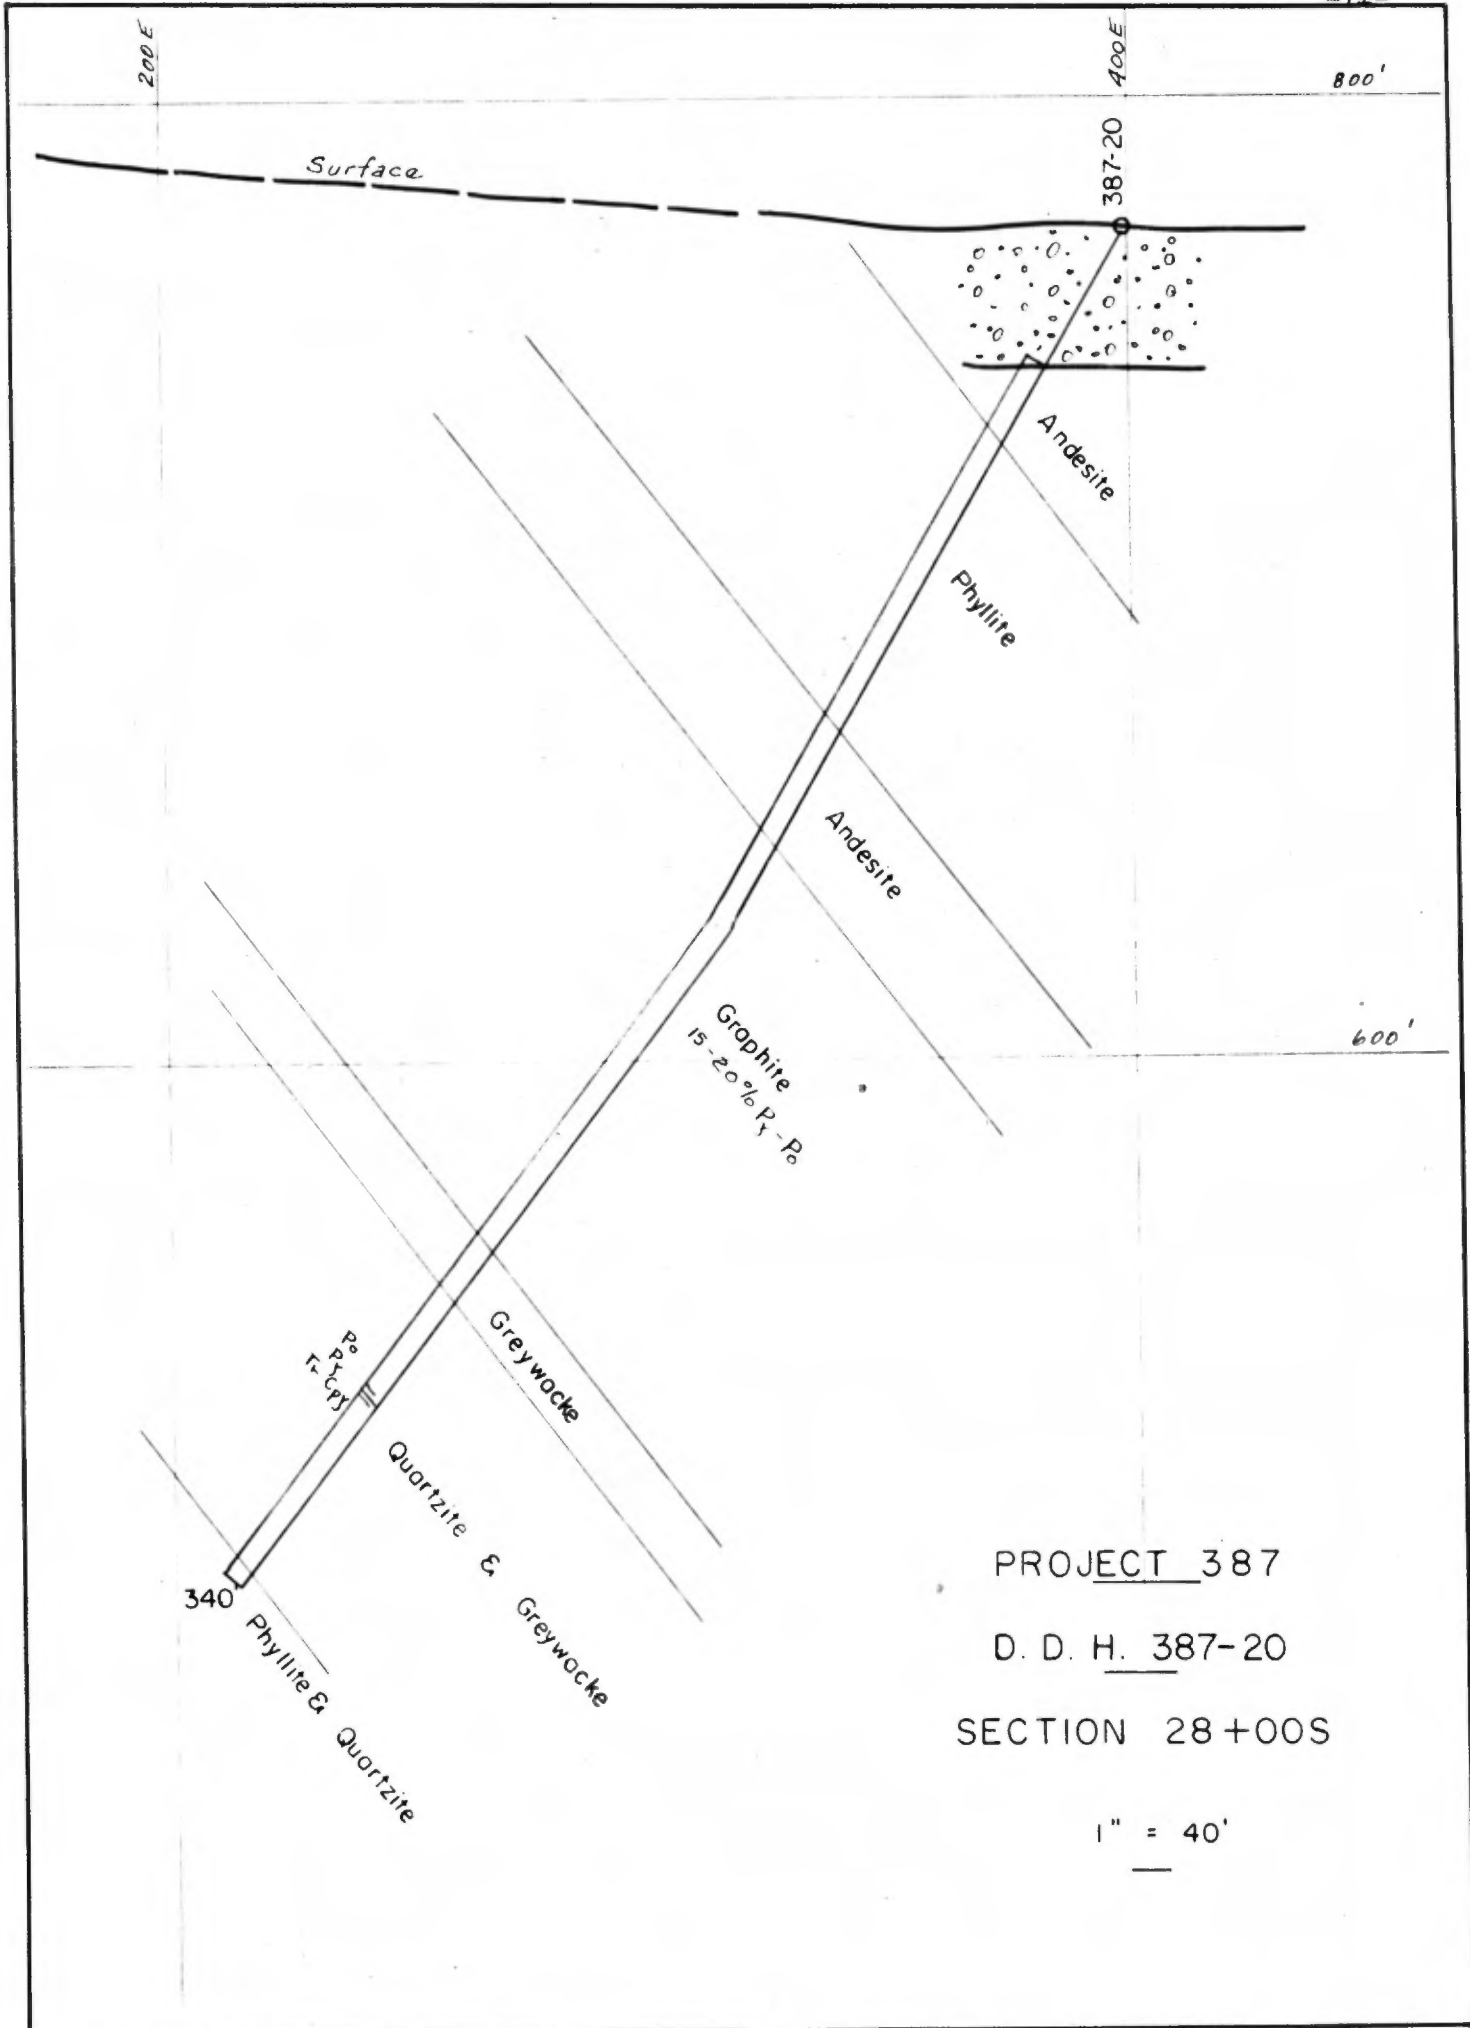 200E
400E
800'
387-20
Surface
Andesite
Phyllite
Andesite
Graphite
15-20% Py-Po
600'
Greywacke
Po
Py
Tr Cpy
Quartzite & Greywacke
340'
Phyllite & Quartzite
PROJECT 387
D. D. H. 387-20
SECTION 28+00S
1" = 40'